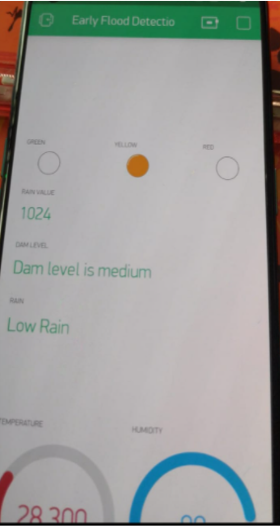 Early Flood Detectio
GREEN
YELLOW
RED
RAIN VALUE
1024
DAM LEVEL
Dam level is medium
RAIN
Low Rain
TEMPERATURE
HUMIDITY
28.300